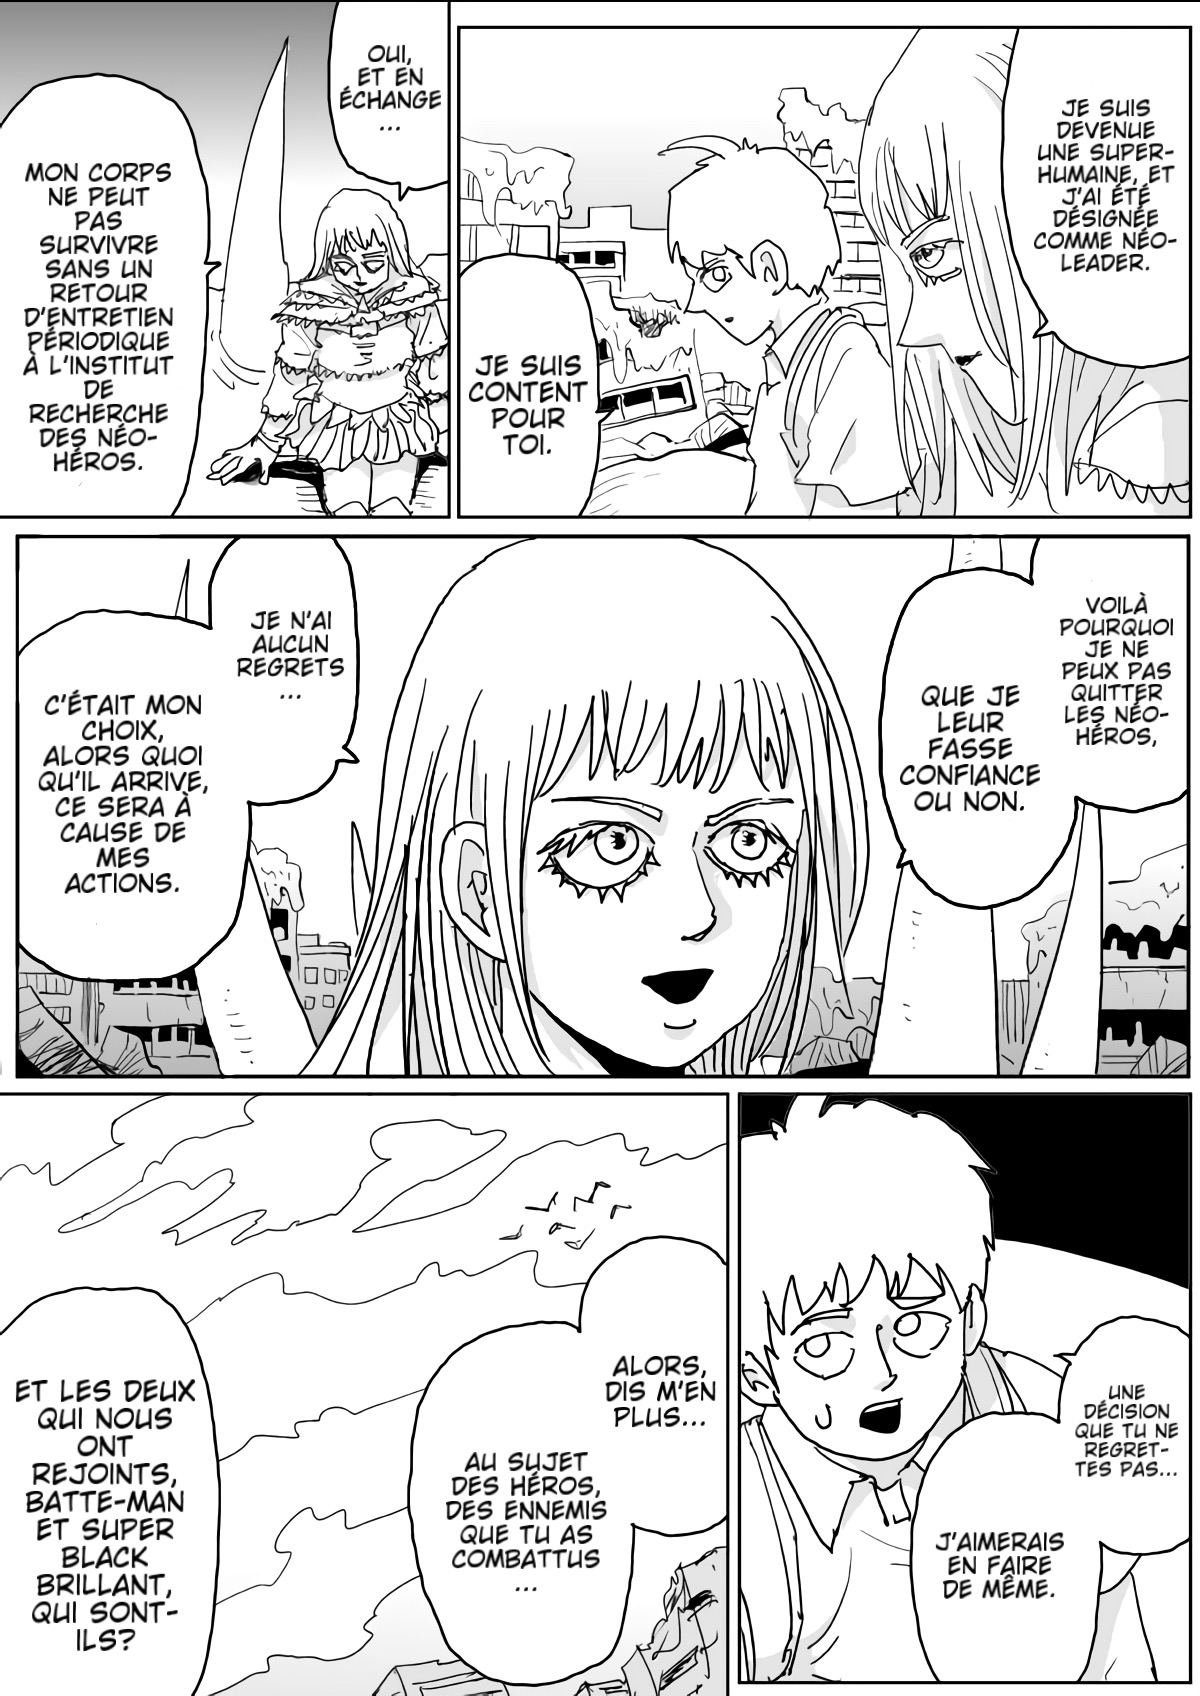 JE SUIS
DEVENUE
UNE SUPER-
HUMAINE, ET
J'AI ÉTÉ
DÉSIGNÉE
COMME NÉO-
LEADER.
JE SUIS
CONTENT
POUR
TOI.
OUI,
ET EN
ÉCHANGE
...
MON CORPS
NE PEUT
PAS
SURVIVRE
SANS UN
RETOUR
D'ENTRETIEN
PÉRIODIQUE
À L'INSTITUT
DE
RECHERCHE
DES NÉO-
HÉROS.
VOILÀ
POURQUOI
JE NE
PEUX PAS
QUITTER
LES NÉO-
HÉROS,
QUE JE
LEUR
FASSE
CONFIANCE
OU NON.
JE N'AI
AUCUN
REGRETS
...
C'ÉTAIT MON
CHOIX,
ALORS QUOI
QU'IL ARRIVE,
CE SERA À
CAUSE DE
MES
ACTIONS.
UNE
DÉCISION
QUE TU NE
REGRET-
TES PAS...
J'AIMERAIS
EN FAIRE
DE MÊME.
ALORS,
DIS M'EN
PLUS...
AU SUJET
DES HÉROS,
DES ENNEMIS
QUE TU AS
COMBATTUS
...
ET LES DEUX
QUI NOUS
ONT
REJOINTS,
BATTE-MAN
ET SUPER
BLACK
BRILLANT,
QUI SONT-
ILS?